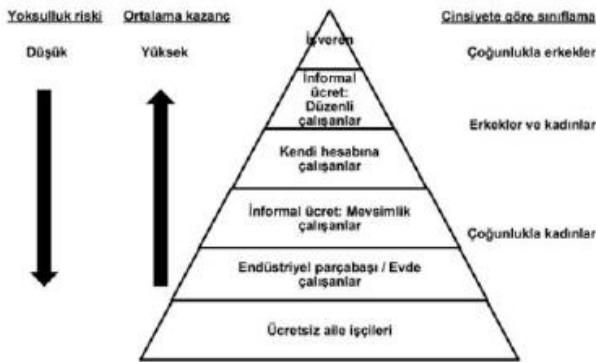 Yoksulluk riski
Ortalama kazanç
Cinsiyete göre sınıflama
Düşük
Yüksek
Çoğunlukla erkekler
Erkekler ve kadınlar
Çoğunlukla kadınlar
İşveren
İnformal
ücret:
Düzenli
çalışanlar
Kendi hesabına
çalışanlar
İnformal ücret: Mevsimlik
çalışanlar
Endüstriyel parçabaşı / Evde
çalışanlar
Ücretsiz aile işçileri